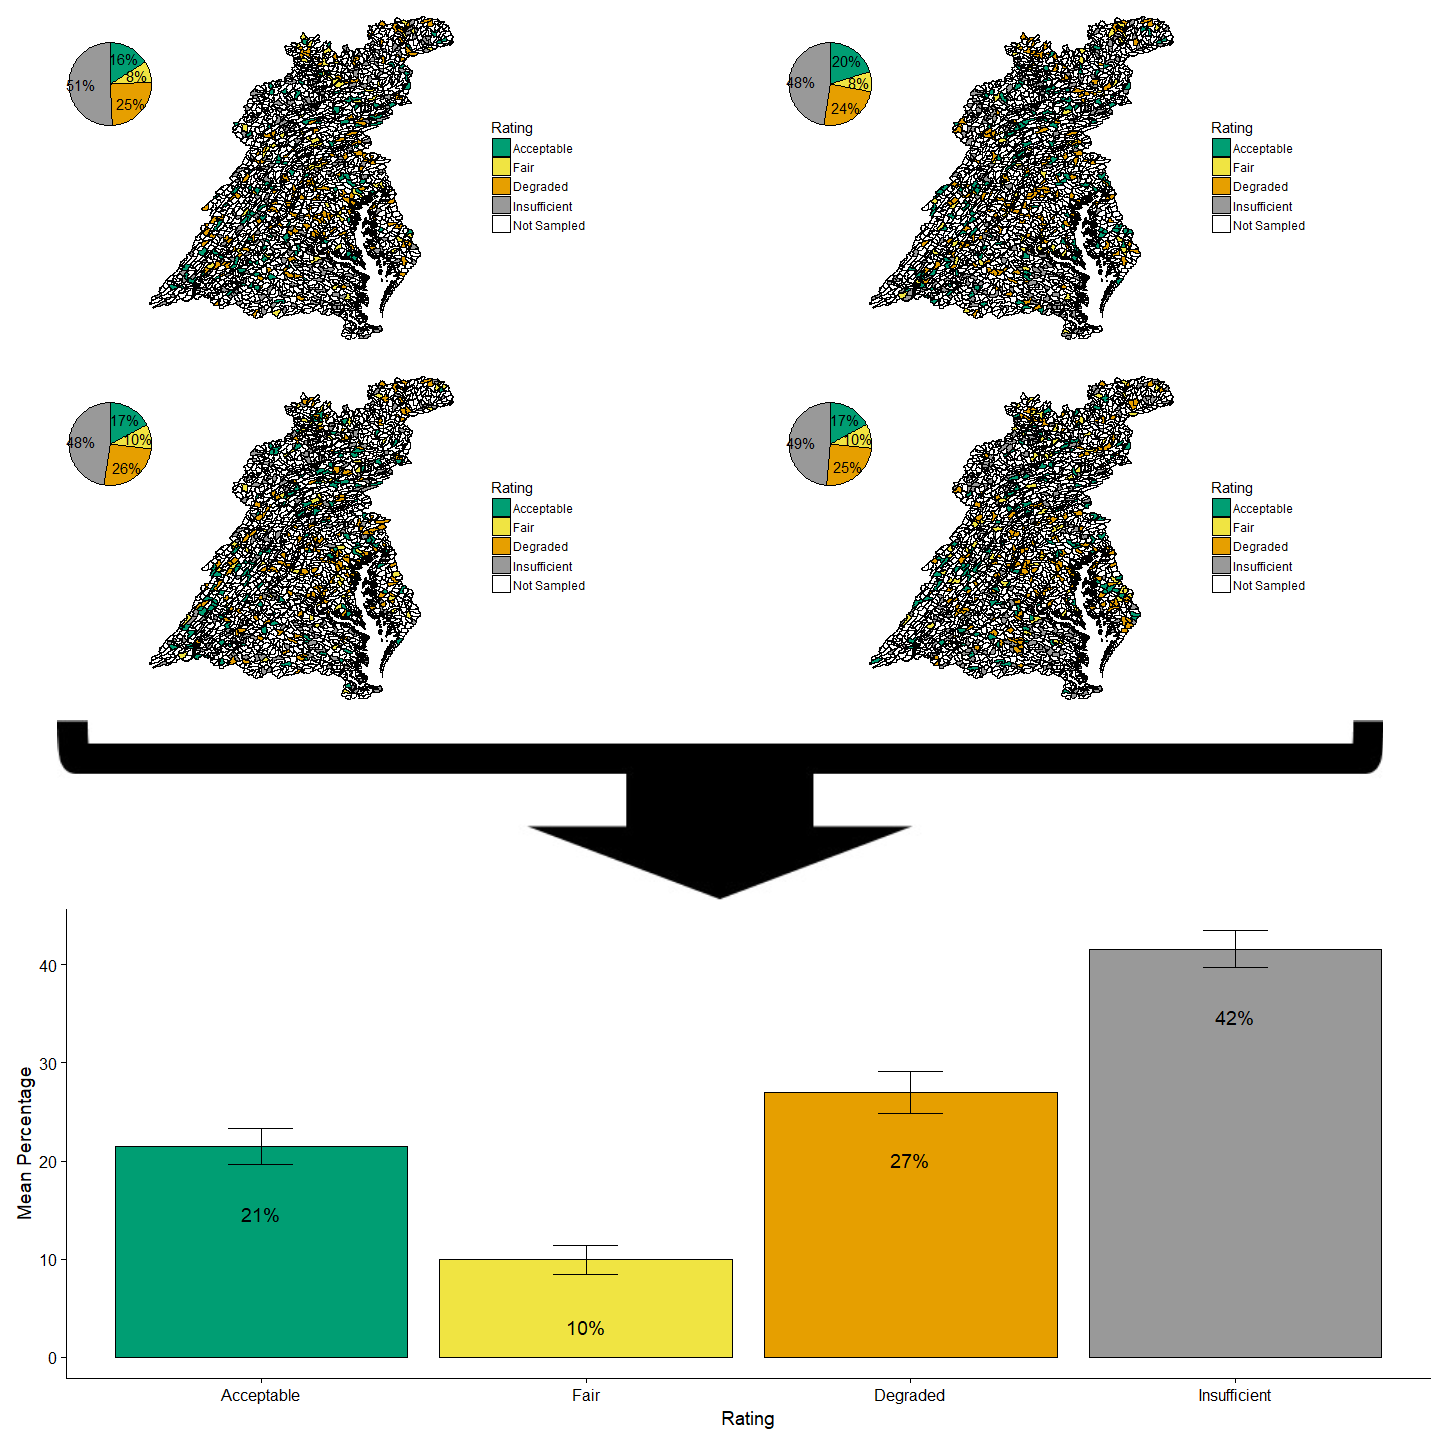 16%
8%
25%
51%
Rating
Acceptable
Fair
Degraded
Insufficient
Not Sampled
20%
8%
24%
48%
Rating
Acceptable
Fair
Degraded
Insufficient
Not Sampled
17%
10%
26%
48%
Rating
Acceptable
Fair
Degraded
Insufficient
Not Sampled
17%
10%
25%
49%
Rating
Acceptable
Fair
Degraded
Insufficient
Not Sampled
Mean Percentage
40
30
20
10
0
21%
10%
27%
42%
Acceptable
Fair
Degraded
Insufficient
Rating